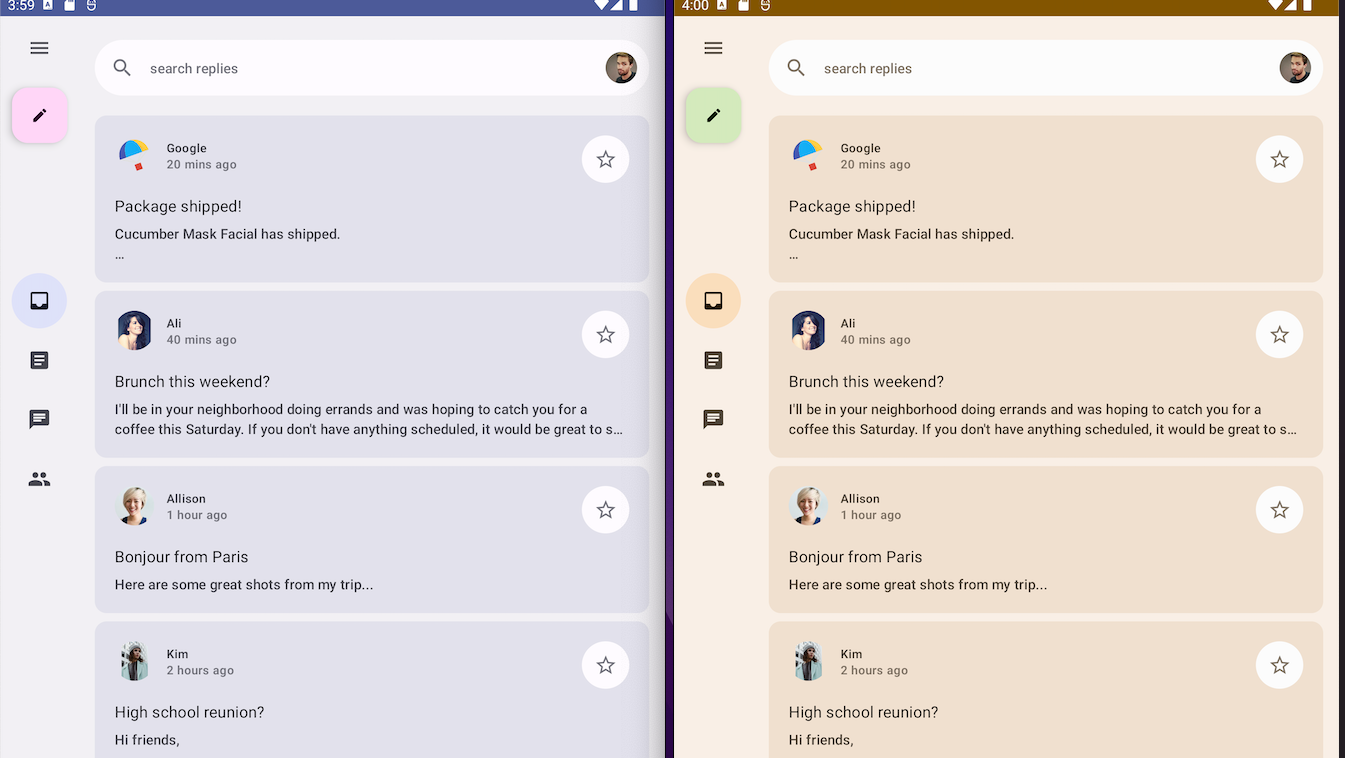 3:59
search replies
Google
20 mins ago
Package shipped!
Cucumber Mask Facial has shipped.
...
Ali
40 mins ago
Brunch this weekend?
I'll be in your neighborhood doing errands and was hoping to catch you for a
coffee this Saturday. If you don't have anything scheduled, it would be great to s...
Allison
1 hour ago
Bonjour from Paris
Here are some great shots from my trip...
Kim
2 hours ago
High school reunion?
Hi friends,
4:00
search replies
Google
20 mins ago
Package shipped!
Cucumber Mask Facial has shipped.
...
Ali
40 mins ago
Brunch this weekend?
I'll be in your neighborhood doing errands and was hoping to catch you for a
coffee this Saturday. If you don't have anything scheduled, it would be great to s...
Allison
1 hour ago
Bonjour from Paris
Here are some great shots from my trip...
Kim
2 hours ago
High school reunion?
Hi friends,